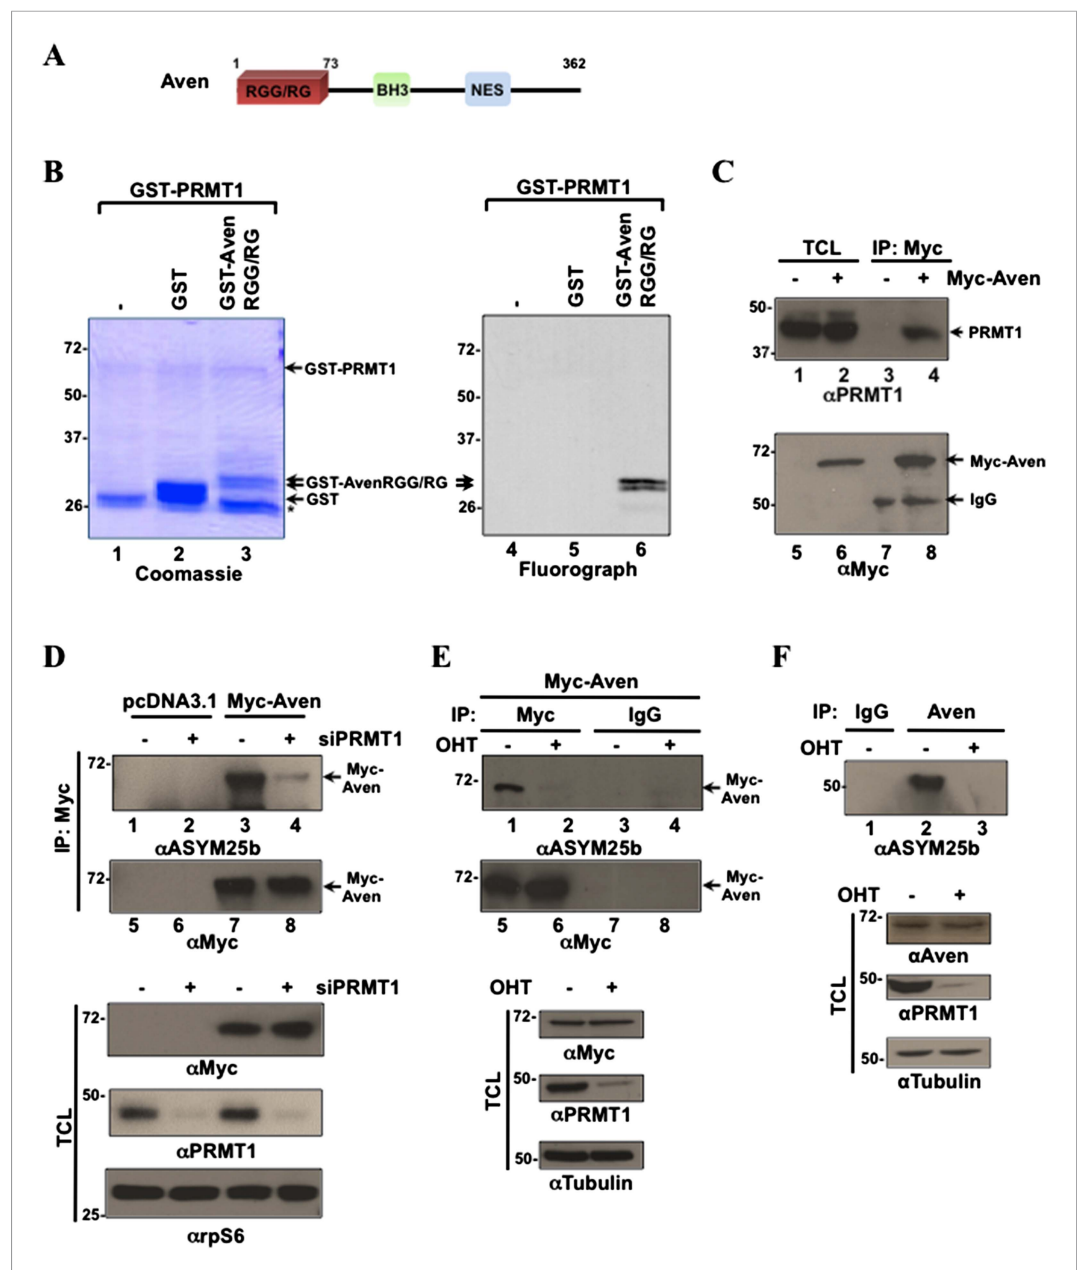 A
1 73 362
Aven RGG/RG BH3 NES
B
GST-PRMT1
- GST GST-Aven RGG/RG
72-
50-
37-
26-
GST-PRMT1
GST-AvenRGG/RG
GST
*
1 2 3
Coomassie
GST-PRMT1
- GST GST-Aven RGG/RG
72-
50-
37-
26-
4 5 6
Fluorograph
C
TCL IP: Myc
- + - + Myc-Aven
50-
37-
PRMT1
1 2 3 4
αPRMT1
72-
50-
Myc-Aven
IgG
5 6 7 8
αMyc
D
pcDNA3.1 Myc-Aven
- + - + siPRMT1
IP: Myc
72-
Myc-
Aven
1 2 3 4
αASYM25b
72-
Myc-
Aven
5 6 7 8
αMyc
- + - + siPRMT1
TCL
72-
αMyc
50-
αPRMT1
25-
αrpS6
E
Myc-Aven
IP: Myc IgG
OHT - + - +
72-
Myc-
Aven
1 2 3 4
αASYM25b
72-
Myc-
Aven
5 6 7 8
αMyc
OHT - +
TCL
72-
αMyc
50-
αPRMT1
50-
αTubulin
F
IP: IgG Aven
OHT - - +
50-
1 2 3
αASYM25b
OHT - +
TCL
72-
αAven
50-
αPRMT1
50-
αTubulin